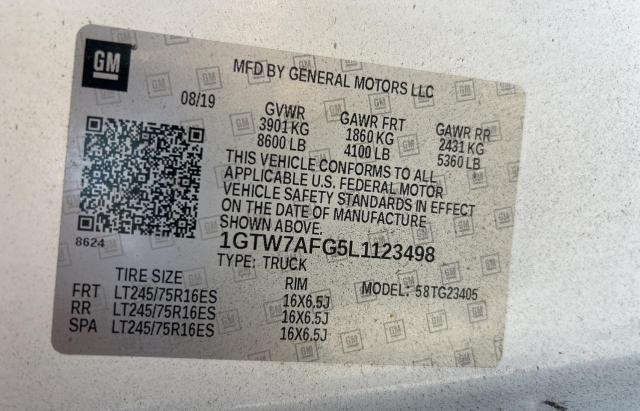 GM
MFD BY GENERAL MOTORS LLC
08/19
GVWR GAWR FRT GAWR RR
3901 KG 1860 KG 2431 KG
8600 LB 4100 LB 5360 LB
THIS VEHICLE CONFORMS TO ALL
APPLICABLE U.S. FEDERAL MOTOR
VEHICLE SAFETY STANDARDS IN EFFECT
ON THE DATE OF MANUFACTURE
SHOWN ABOVE.
8624
1GTW7AFG5L1123498
TYPE: TRUCK
TIRE SIZE RIM MODEL: 58TG23405
FRT LT245/75R16ES 16X6.5J
RR LT245/75R16ES 16X6.5J
SPA LT245/75R16ES 16X6.5J